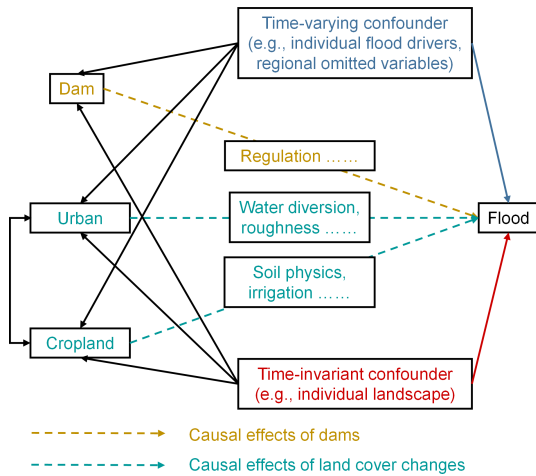 Time-varying confounder
(e.g., individual flood drivers,
regional omitted variables)
Dam
Regulation ......
Urban
Water diversion,
roughness ......
Flood
Soil physics,
irrigation ......
Cropland
Time-invariant confounder
(e.g., individual landscape)
Causal effects of dams
Causal effects of land cover changes